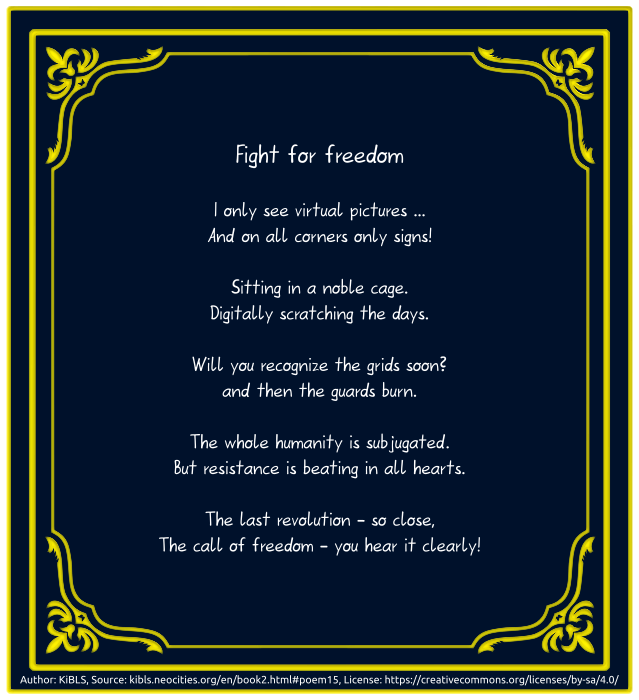 Fight for freedom
I only see virtual pictures ...
And on all corners only signs!
Sitting in a noble cage.
Digitally scratching the days.
Will you recognize the grids soon?
and then the guards burn.
The whole humanity is subjugated.
But resistance is beating in all hearts.
The last revolution – so close,
The call of freedom – you hear it clearly!
Author: KiBLS, Source: kibls.neocities.org/en/book2.html#poem15, License: https://creativecommons.org/licenses/by-sa/4.0/